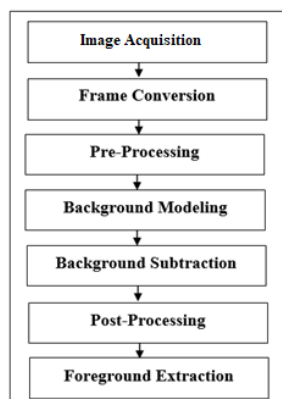 Image Acquisition
Frame Conversion
Pre-Processing
Background Modeling
Background Subtraction
Post-Processing
Foreground Extraction